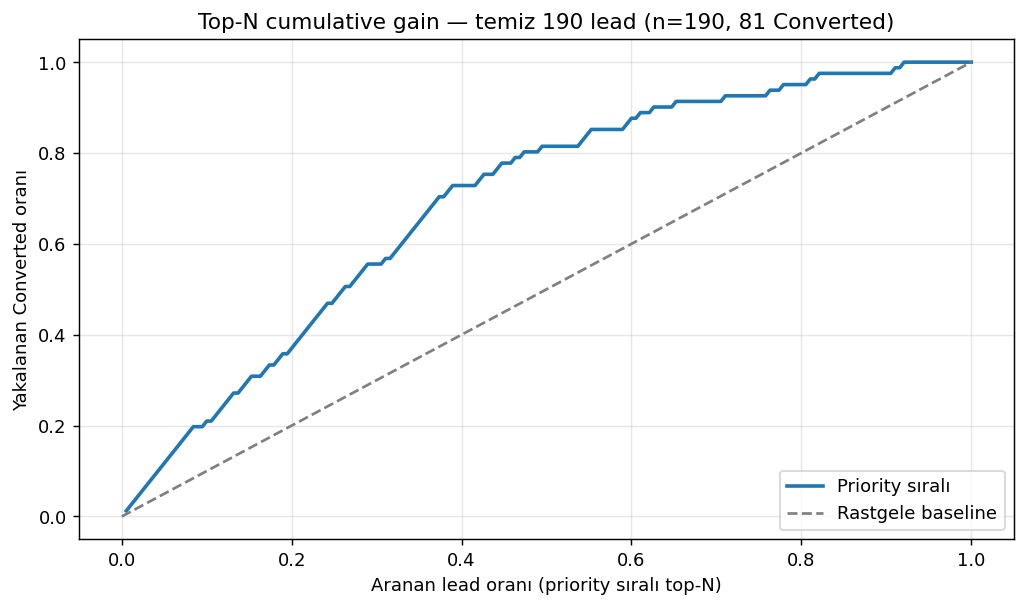 Top-N cumulative gain — temiz 190 lead (n=190, 81 Converted)
Yakalanan Converted oranı
1.0
0.8
0.6
0.4
0.2
0.0
0.0 0.2 0.4 0.6 0.8 1.0
Aranan lead oranı (priority sıralı top-N)
Priority sıralı
Rastgele baseline